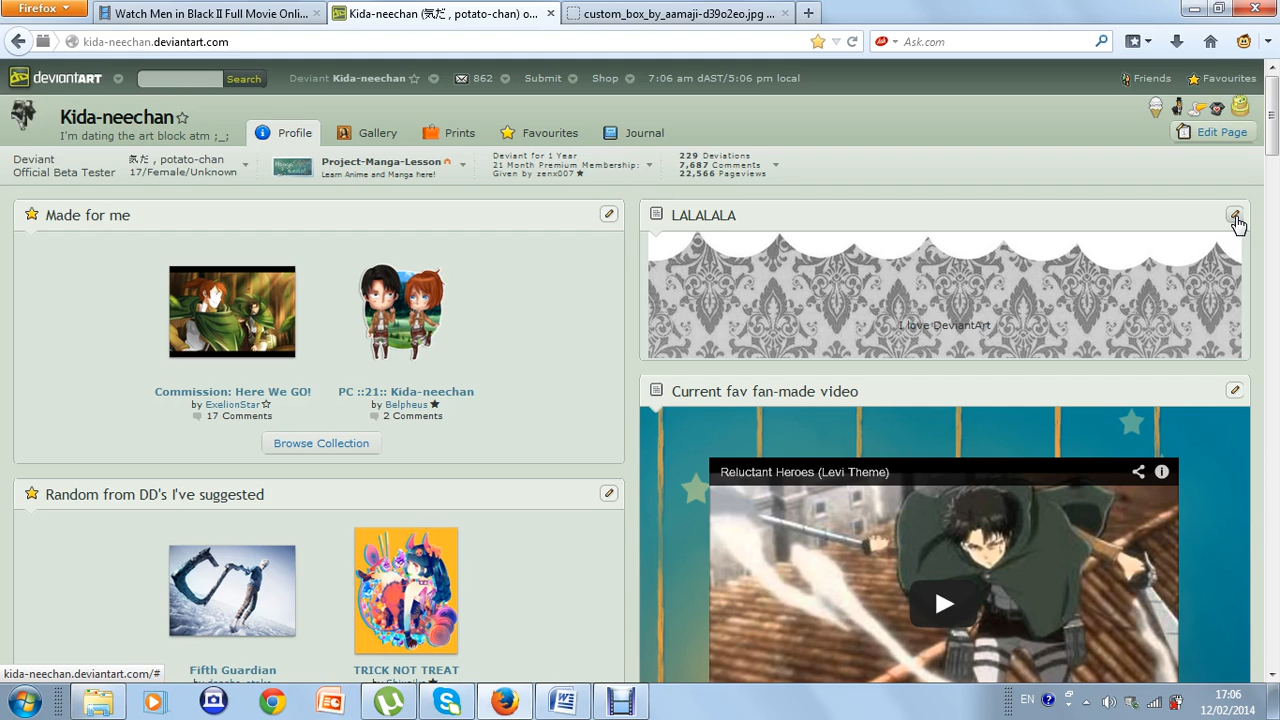 Firefox
Watch Men in Black II Full Movie Onli...
Kida-neechan (気だ , potato-chan) o...
custom_box_by_aamaji-d39o2eo.jpg ...
kida-neechan.deviantart.com
Ask.com
deviantART
Search
Deviant Kida-neechan
862
Submit
Shop
7:06 am dAST/5:06 pm local
Friends
Favourites
Kida-neechan
I'm dating the art block atm ;_;
Profile
Gallery
Prints
Favourites
Journal
Edit Page
Deviant
Official Beta Tester
気だ , potato-chan
17/Female/Unknown
Project-Manga-Lesson
Learn Anime and Manga here!
Deviant for 1 Year
21 Month Premium Membership:
Given by zenx007
229 Deviations
7,687 Comments
22,566 Pageviews
Made for me
Commission: Here We GO!
by ExelionStar
17 Comments
PC ::21:: Kida-neechan
by Belpheus
2 Comments
Browse Collection
Random from DD's I've suggested
Fifth Guardian
TRICK NOT TREAT
LALALALA
I love DeviantArt
Current fav fan-made video
Reluctant Heroes (Levi Theme)
kida-neechan.deviantart.com/#
EN
17:06
12/02/2014